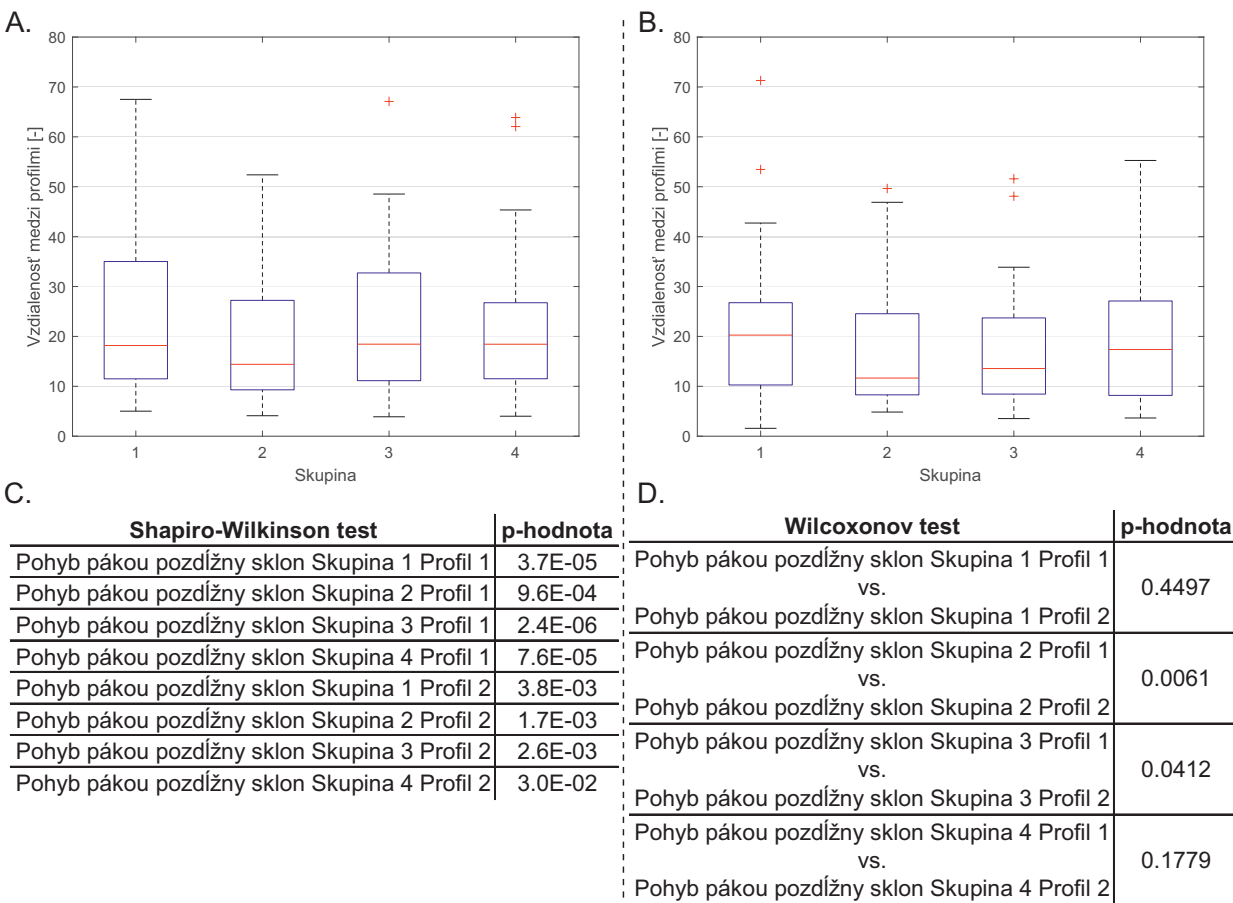 A.
80
70
60
50
40
30
20
10
0
Vzdialenosť medzi profilmi [-]
1 2 3 4
Skupina
B.
80
70
60
50
40
30
20
10
0
Vzdialenosť medzi profilmi [-]
1 2 3 4
Skupina
C.
Shapiro-Wilkinson test p-hodnota
Pohyb pákou pozdĺžny sklon Skupina 1 Profil 1 3.7E-05
Pohyb pákou pozdĺžny sklon Skupina 2 Profil 1 9.6E-04
Pohyb pákou pozdĺžny sklon Skupina 3 Profil 1 2.4E-06
Pohyb pákou pozdĺžny sklon Skupina 4 Profil 1 7.6E-05
Pohyb pákou pozdĺžny sklon Skupina 1 Profil 2 3.8E-03
Pohyb pákou pozdĺžny sklon Skupina 2 Profil 2 1.7E-03
Pohyb pákou pozdĺžny sklon Skupina 3 Profil 2 2.6E-03
Pohyb pákou pozdĺžny sklon Skupina 4 Profil 2 3.0E-02
D.
Wilcoxonov test p-hodnota
Pohyb pákou pozdĺžny sklon Skupina 1 Profil 1
vs. 0.4497
Pohyb pákou pozdĺžny sklon Skupina 1 Profil 2
Pohyb pákou pozdĺžny sklon Skupina 2 Profil 1
vs. 0.0061
Pohyb pákou pozdĺžny sklon Skupina 2 Profil 2
Pohyb pákou pozdĺžny sklon Skupina 3 Profil 1
vs. 0.0412
Pohyb pákou pozdĺžny sklon Skupina 3 Profil 2
Pohyb pákou pozdĺžny sklon Skupina 4 Profil 1
vs. 0.1779
Pohyb pákou pozdĺžny sklon Skupina 4 Profil 2